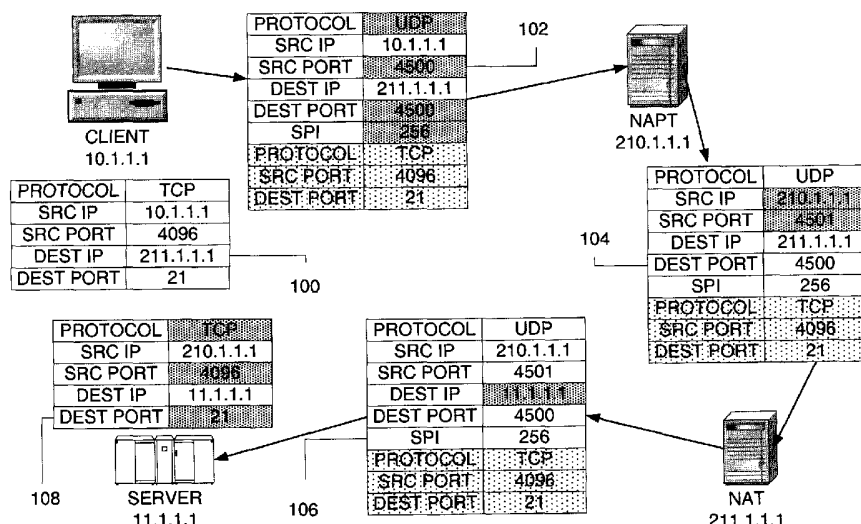 PROTOCOL UDP
SRC IP 10.1.1.1
SRC PORT 4500
DEST IP 211.1.1.1
DEST PORT 4500
SPI 256
PROTOCOL TCP
SRC PORT 4096
DEST PORT 21
102
CLIENT
10.1.1.1
NAPT
210.1.1.1
PROTOCOL TCP
SRC IP 10.1.1.1
SRC PORT 4096
DEST IP 211.1.1.1
DEST PORT 21
100
104
PROTOCOL UDP
SRC IP 210.1.1.1
SRC PORT 4501
DEST IP 211.1.1.1
DEST PORT 4500
SPI 256
PROTOCOL TCP
SRC PORT 4096
DEST PORT 21
PROTOCOL TCP
SRC IP 210.1.1.1
SRC PORT 4096
DEST IP 11.1.1.1
DEST PORT 21
108
SERVER
11.1.1.1
PROTOCOL UDP
SRC IP 210.1.1.1
SRC PORT 4501
DEST IP 11.1.1.1
DEST PORT 4500
SPI 256
PROTOCOL TCP
SRC PORT 4096
DEST PORT 21
106
NAT
211.1.1.1